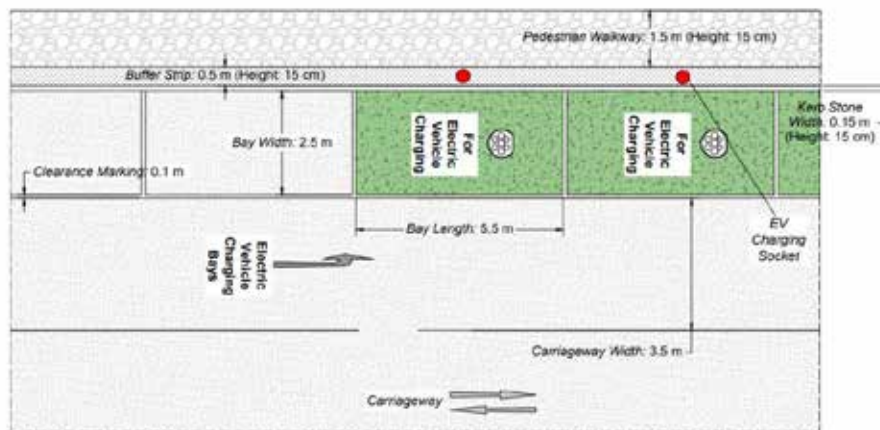 Pedestrian Walkway: 1.5 m (Height: 15 cm)
Buffer Strip: 0.5 m (Height: 15 cm)
Kerb Stone
Width: 0.15 m
(Height: 15 cm)
Bay Width: 2.5 m
For
Electric
Vehicle
Charging
For
Electric
Vehicle
Charging
Clearance Marking: 0.1 m
Bay Length: 5.5 m
EV
Charging
Socket
Electric
Vehicle
Charging
Bays
Carriageway Width: 3.5 m
Carriageway